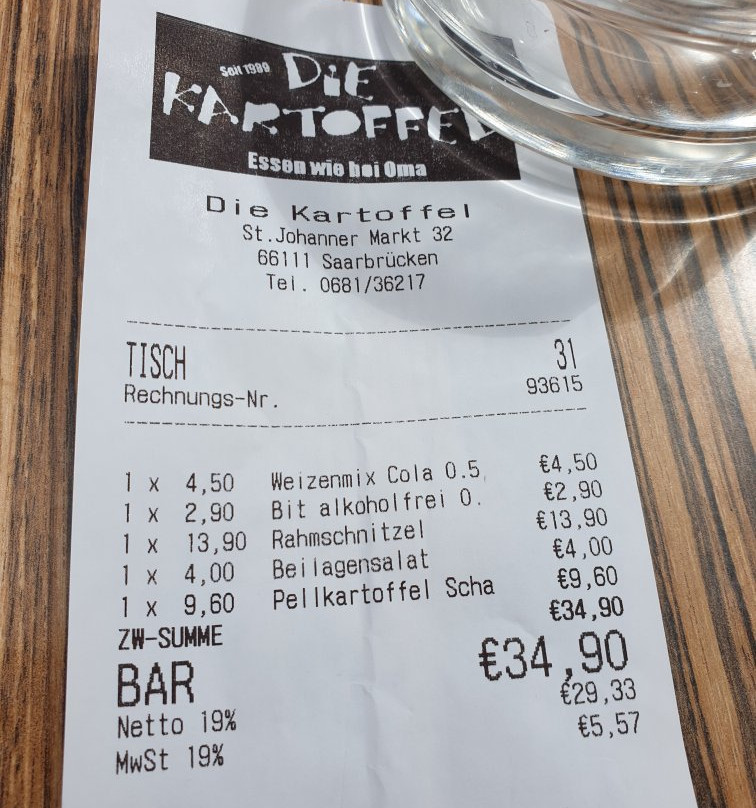 Seit 1989 DiE
KARTOFFEL
Essen wie bei Oma
Die Kartoffel
St.Johanner Markt 32
66111 Saarbrücken
Tel. 0681/36217
TISCH 31
Rechnungs-Nr. 93615
1 x 4,50 Weizenmix Cola 0.5 €4,50
1 x 2,90 Bit alkoholfrei 0. €2,90
1 x 13,90 Rahmschnitzel €13,90
1 x 4,00 Beilagensalat €4,00
1 x 9,60 Pellkartoffel Scha €9,60
ZW-SUMME €34,90
BAR €34,90
Netto 19% €29,33
MwSt 19% €5,57